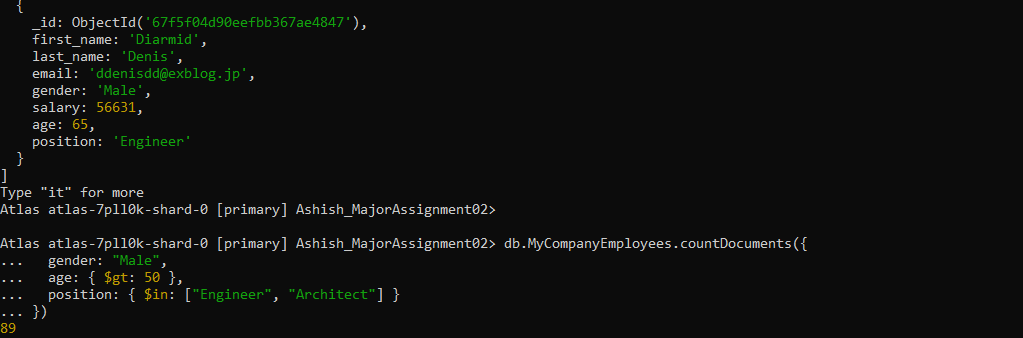 {
_id: ObjectId('67f5f04d90eefbb367ae4847'),
first_name: 'Diarmid',
last_name: 'Denis',
email: 'ddenisdd@exblog.jp',
gender: 'Male',
salary: 56631,
age: 65,
position: 'Engineer'
}
]
Type "it" for more
Atlas atlas-7pll0k-shard-0 [primary] Ashish_MajorAssignment02>
Atlas atlas-7pll0k-shard-0 [primary] Ashish_MajorAssignment02> db.MyCompanyEmployees.countDocuments({
... gender: "Male",
... age: { $gt: 50 },
... position: { $in: ["Engineer", "Architect"] }
... })
89